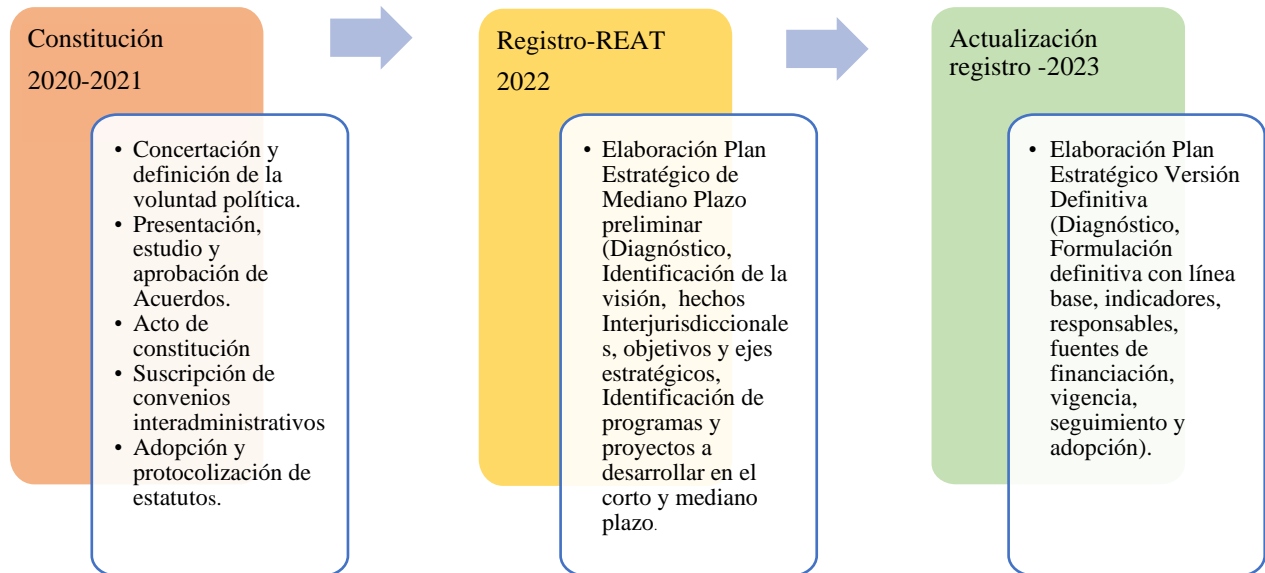 Constitución
2020-2021
• Concertación y
definición de la
voluntad política.
• Presentación,
estudio y
aprobación de
Acuerdos.
• Acto de
constitución
• Suscripción de
convenios
interadministrativos
• Adopción y
protocolización de
estatutos.
Registro-REAT
2022
• Elaboración Plan
Estratégico de
Mediano Plazo
preliminar
(Diagnóstico,
Identificación de la
visión, hechos
Interjurisdiccionale
s, objetivos y ejes
estratégicos,
Identificación de
programas y
proyectos a
desarrollar en el
corto y mediano
plazo.
Actualización
registro -2023
• Elaboración Plan
Estratégico Versión
Definitiva
(Diagnóstico,
Formulación
definitiva con línea
base, indicadores,
responsables,
fuentes de
financiación,
vigencia,
seguimiento y
adopción).